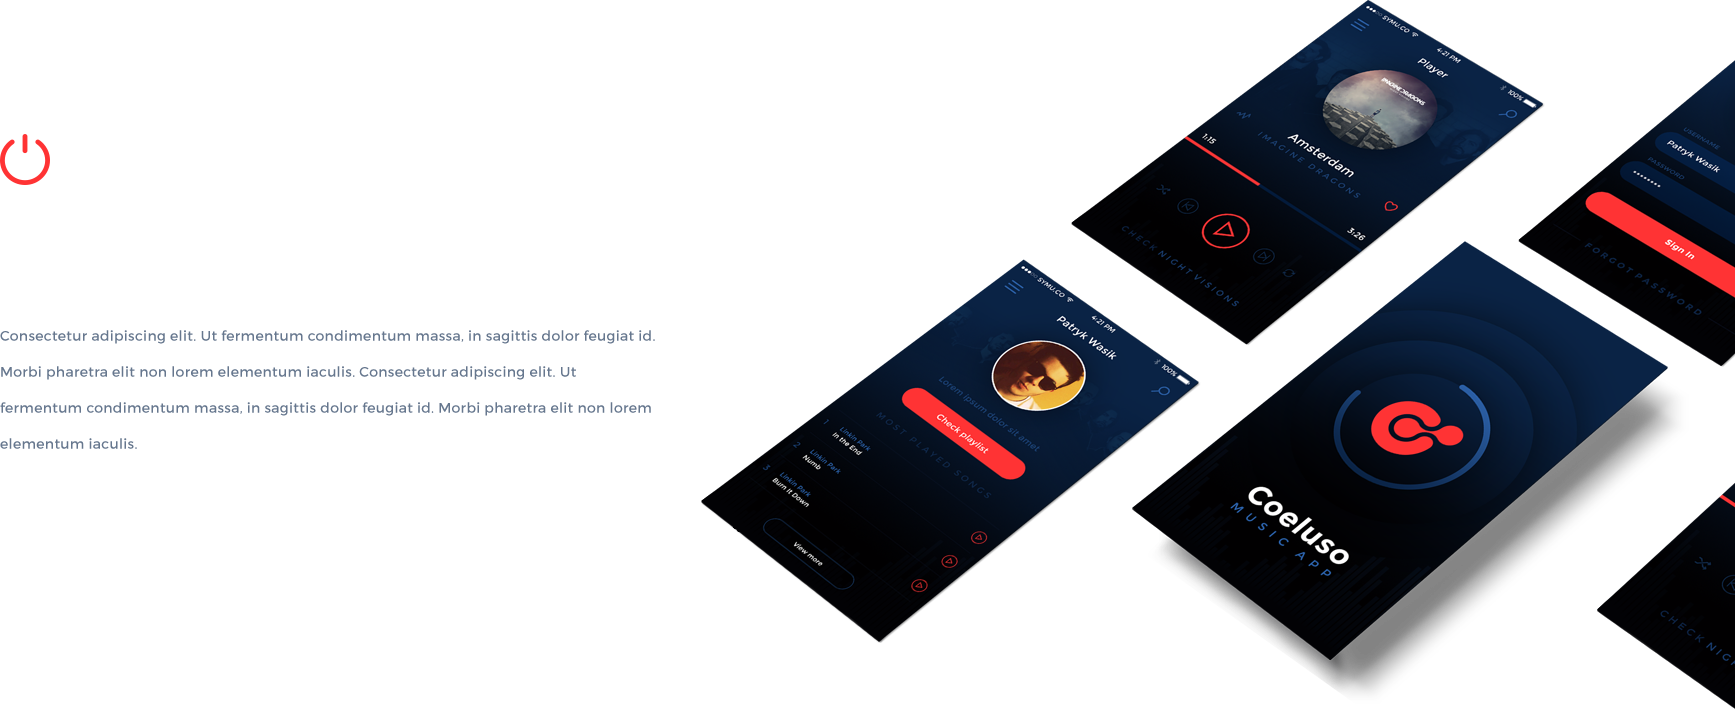 Consectetur adipiscing elit. Ut fermentum condimentum massa, in sagittis dolor feugiat id.
Morbi pharetra elit non lorem elementum iaculis. Consectetur adipiscing elit. Ut
fermentum condimentum massa, in sagittis dolor feugiat id. Morbi pharetra elit non lorem
elementum iaculis.
SYMU.CO
4:21 PM
100%
Player
IMAGINE DRAGONS
Amsterdam
IMAGINE DRAGONS
1:15
3:26
CHECK NIGHT VISIONS
USERNAME
Patryk Wasik
PASSWORD
••••••••
Sign In
FORGOT PASSWORD
SYMU.CO
4:21 PM
100%
Patryk Wasik
Lorem ipsum dolor sit amet
Check playlist
MOST PLAYED SONGS
1
Linkin Park
In the End
2
Linkin Park
Numb
3
Linkin Park
Burn It Down
View more
Coeluso
MUSIC APP
CHECK NIG